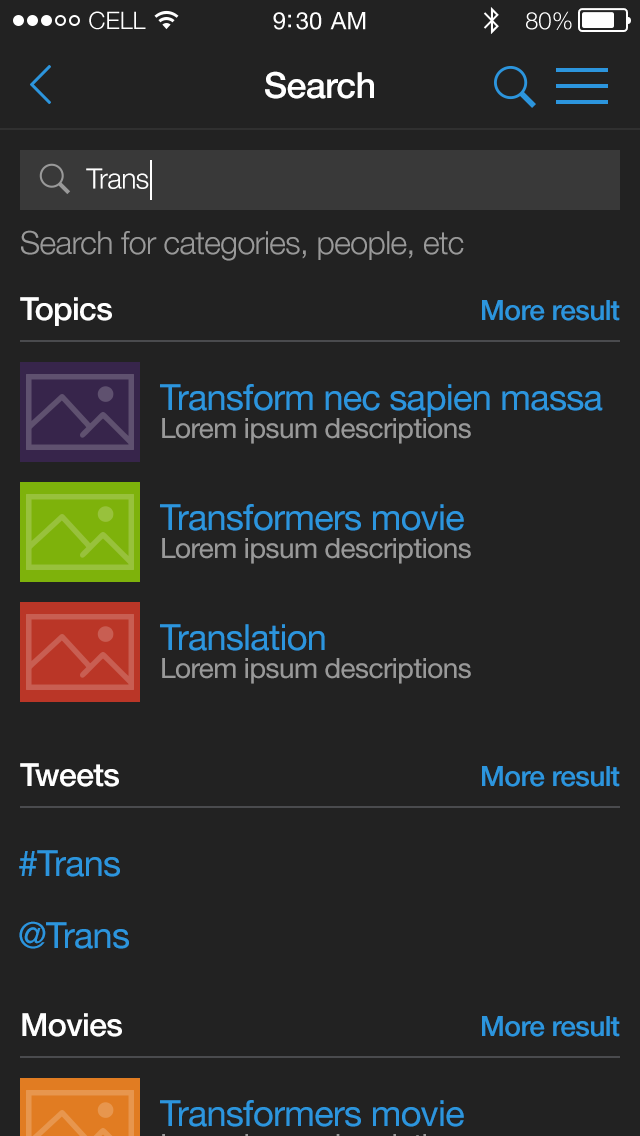 CELL 9:30 AM 80%
Search
Trans
Search for categories, people, etc
Topics More result
Transform nec sapien massa
Lorem ipsum descriptions
Transformers movie
Lorem ipsum descriptions
Translation
Lorem ipsum descriptions
Tweets More result
#Trans
@Trans
Movies More result
Transformers movie